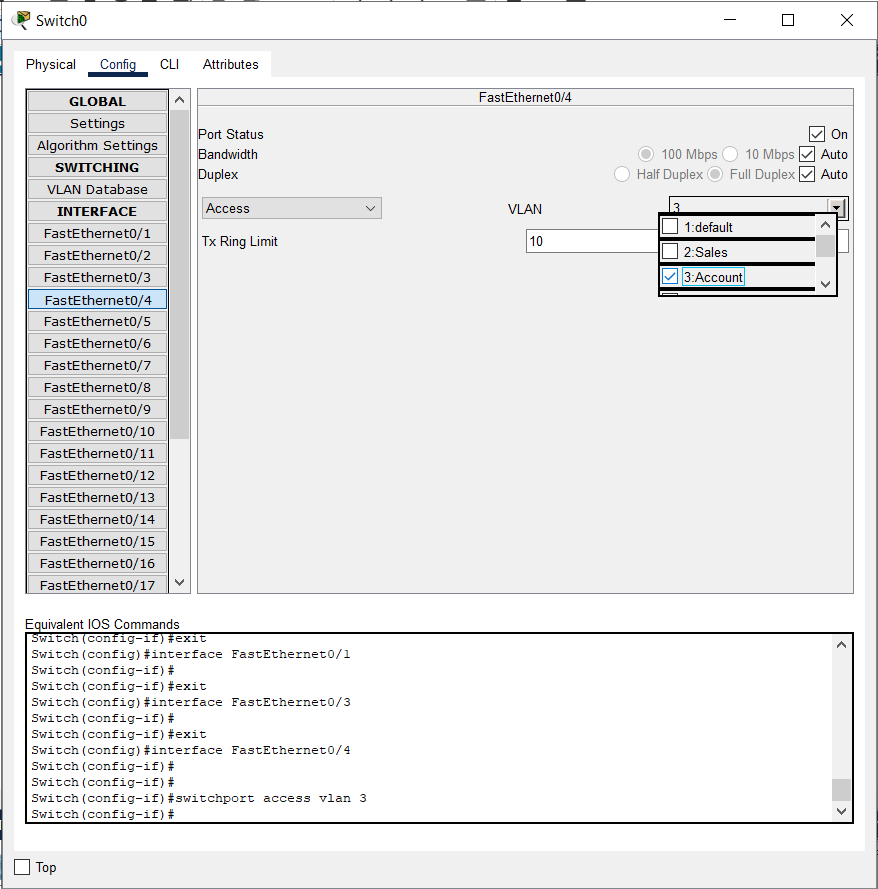 Switch0
Physical Config CLI Attributes
GLOBAL
Settings
Algorithm Settings
SWITCHING
VLAN Database
INTERFACE
FastEthernet0/1
FastEthernet0/2
FastEthernet0/3
FastEthernet0/4
FastEthernet0/5
FastEthernet0/6
FastEthernet0/7
FastEthernet0/8
FastEthernet0/9
FastEthernet0/10
FastEthernet0/11
FastEthernet0/12
FastEthernet0/13
FastEthernet0/14
FastEthernet0/15
FastEthernet0/16
FastEthernet0/17
FastEthernet0/4
Port Status On
Bandwidth 100 Mbps 10 Mbps Auto
Duplex Half Duplex Full Duplex Auto
Access VLAN 3
1:default
2:Sales
3:Account
Tx Ring Limit 10
Equivalent IOS Commands
Switch(config-if)#exit
Switch(config)#interface FastEthernet0/1
Switch(config-if)#
Switch(config-if)#exit
Switch(config)#interface FastEthernet0/3
Switch(config-if)#
Switch(config-if)#exit
Switch(config)#interface FastEthernet0/4
Switch(config-if)#
Switch(config-if)#
Switch(config-if)#switchport access vlan 3
Switch(config-if)#
Top